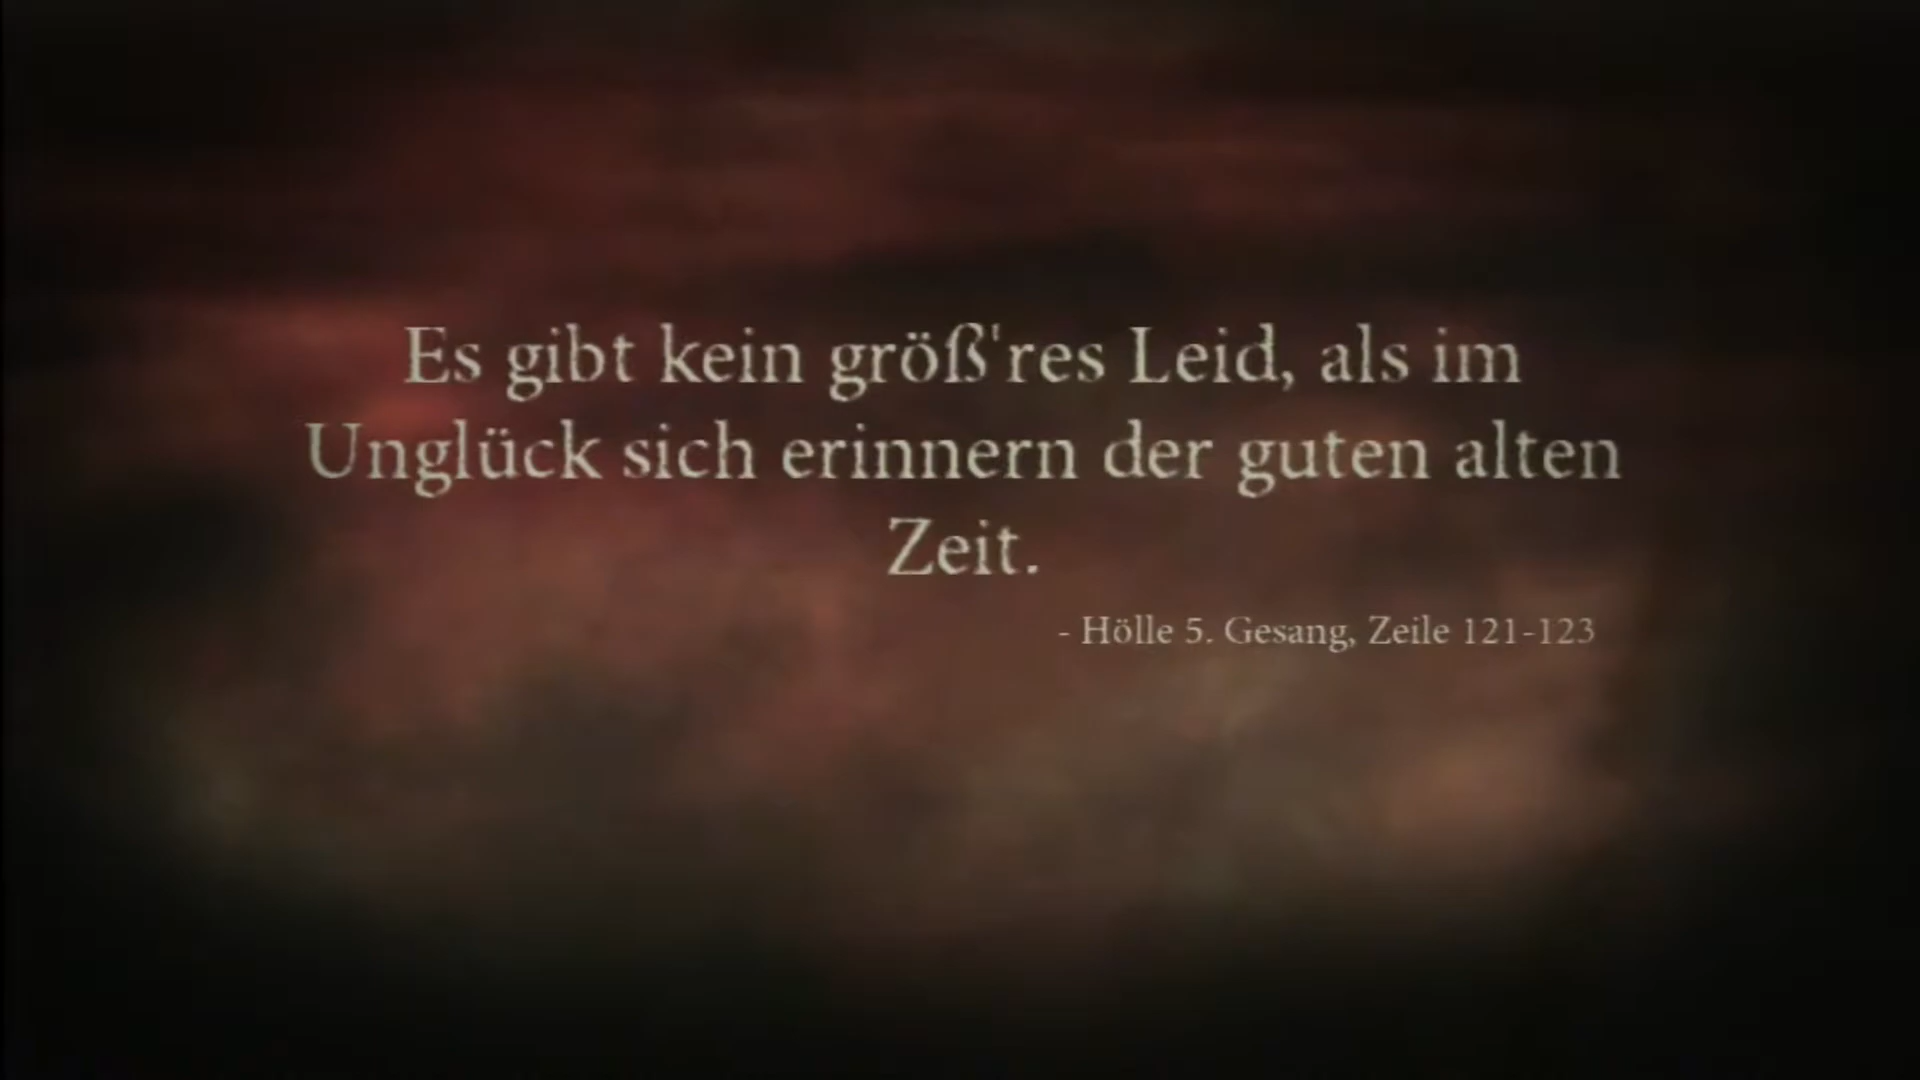 Es gibt kein größ'res Leid, als im
Unglück sich erinnern der guten alten
Zeit.
- Hölle 5. Gesang, Zeile 121-123